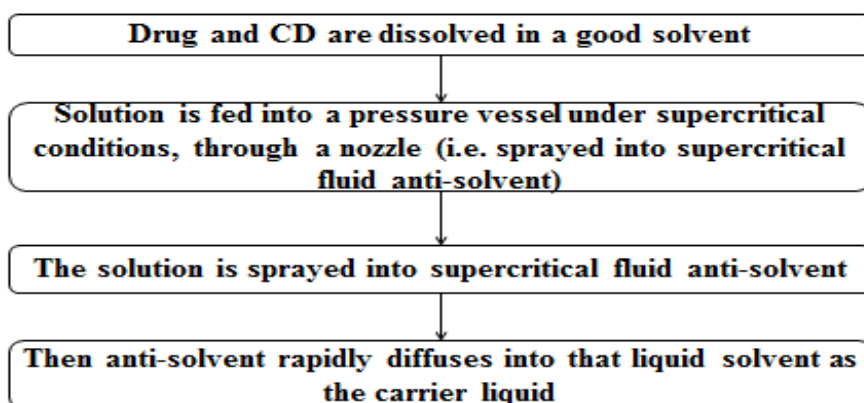 Drug and CD are dissolved in a good solvent
Solution is fed into a pressure vessel under supercritical
conditions, through a nozzle (i.e. sprayed into supercritical
fluid anti-solvent)
The solution is sprayed into supercritical fluid anti-solvent
Then anti-solvent rapidly diffuses into that liquid solvent as
the carrier liquid